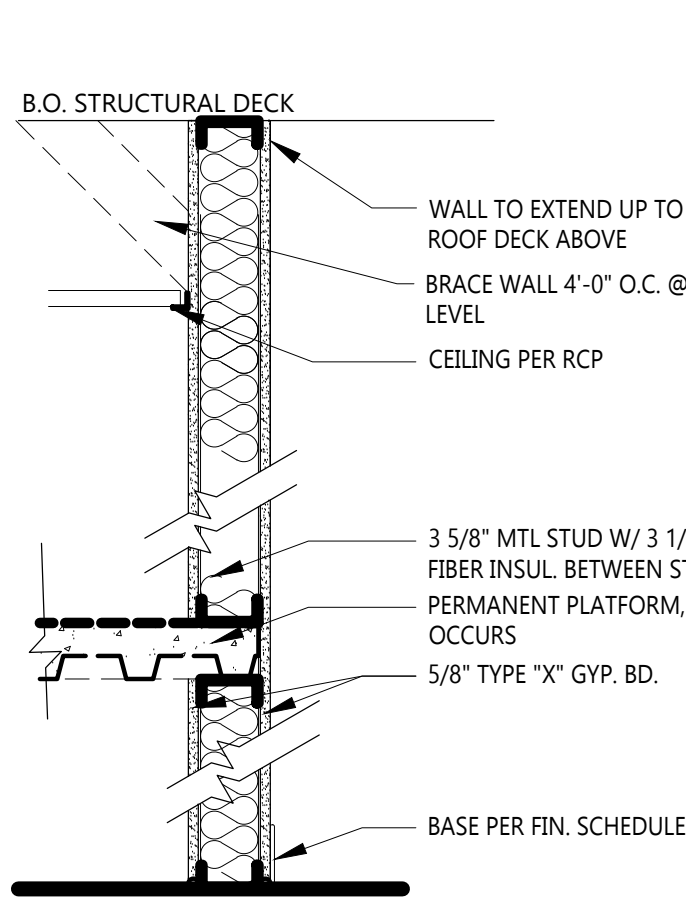 B.O. STRUCTURAL DECK
WALL TO EXTEND UP TO
ROOF DECK ABOVE
BRACE WALL 4'-0" O.C. @
LEVEL
CEILING PER RCP
3 5/8" MTL STUD W/ 3 1/
FIBER INSUL. BETWEEN ST
PERMANENT PLATFORM,
OCCURS
5/8" TYPE "X" GYP. BD.
BASE PER FIN. SCHEDULE